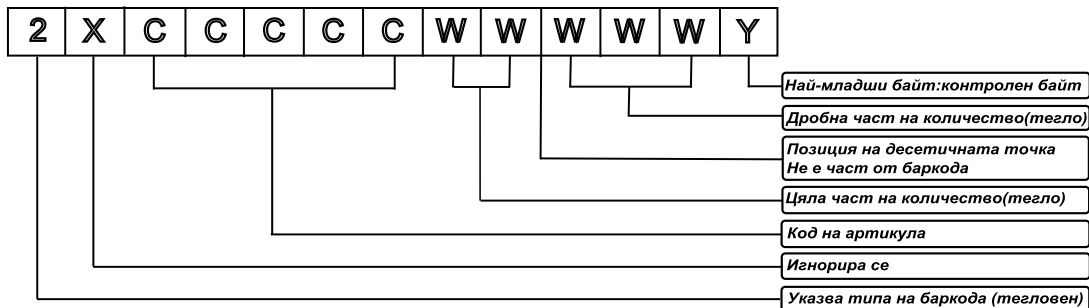 2 X C C C C C W W W W W Y
Най-младши байт:контролен байт
Дробна част на количество(тегло)
Позиция на десетичната точка
Не е част от баркода
Цяла част на количество(тегло)
Код на артикула
Игнорира се
Указва типа на баркода (тегловен)